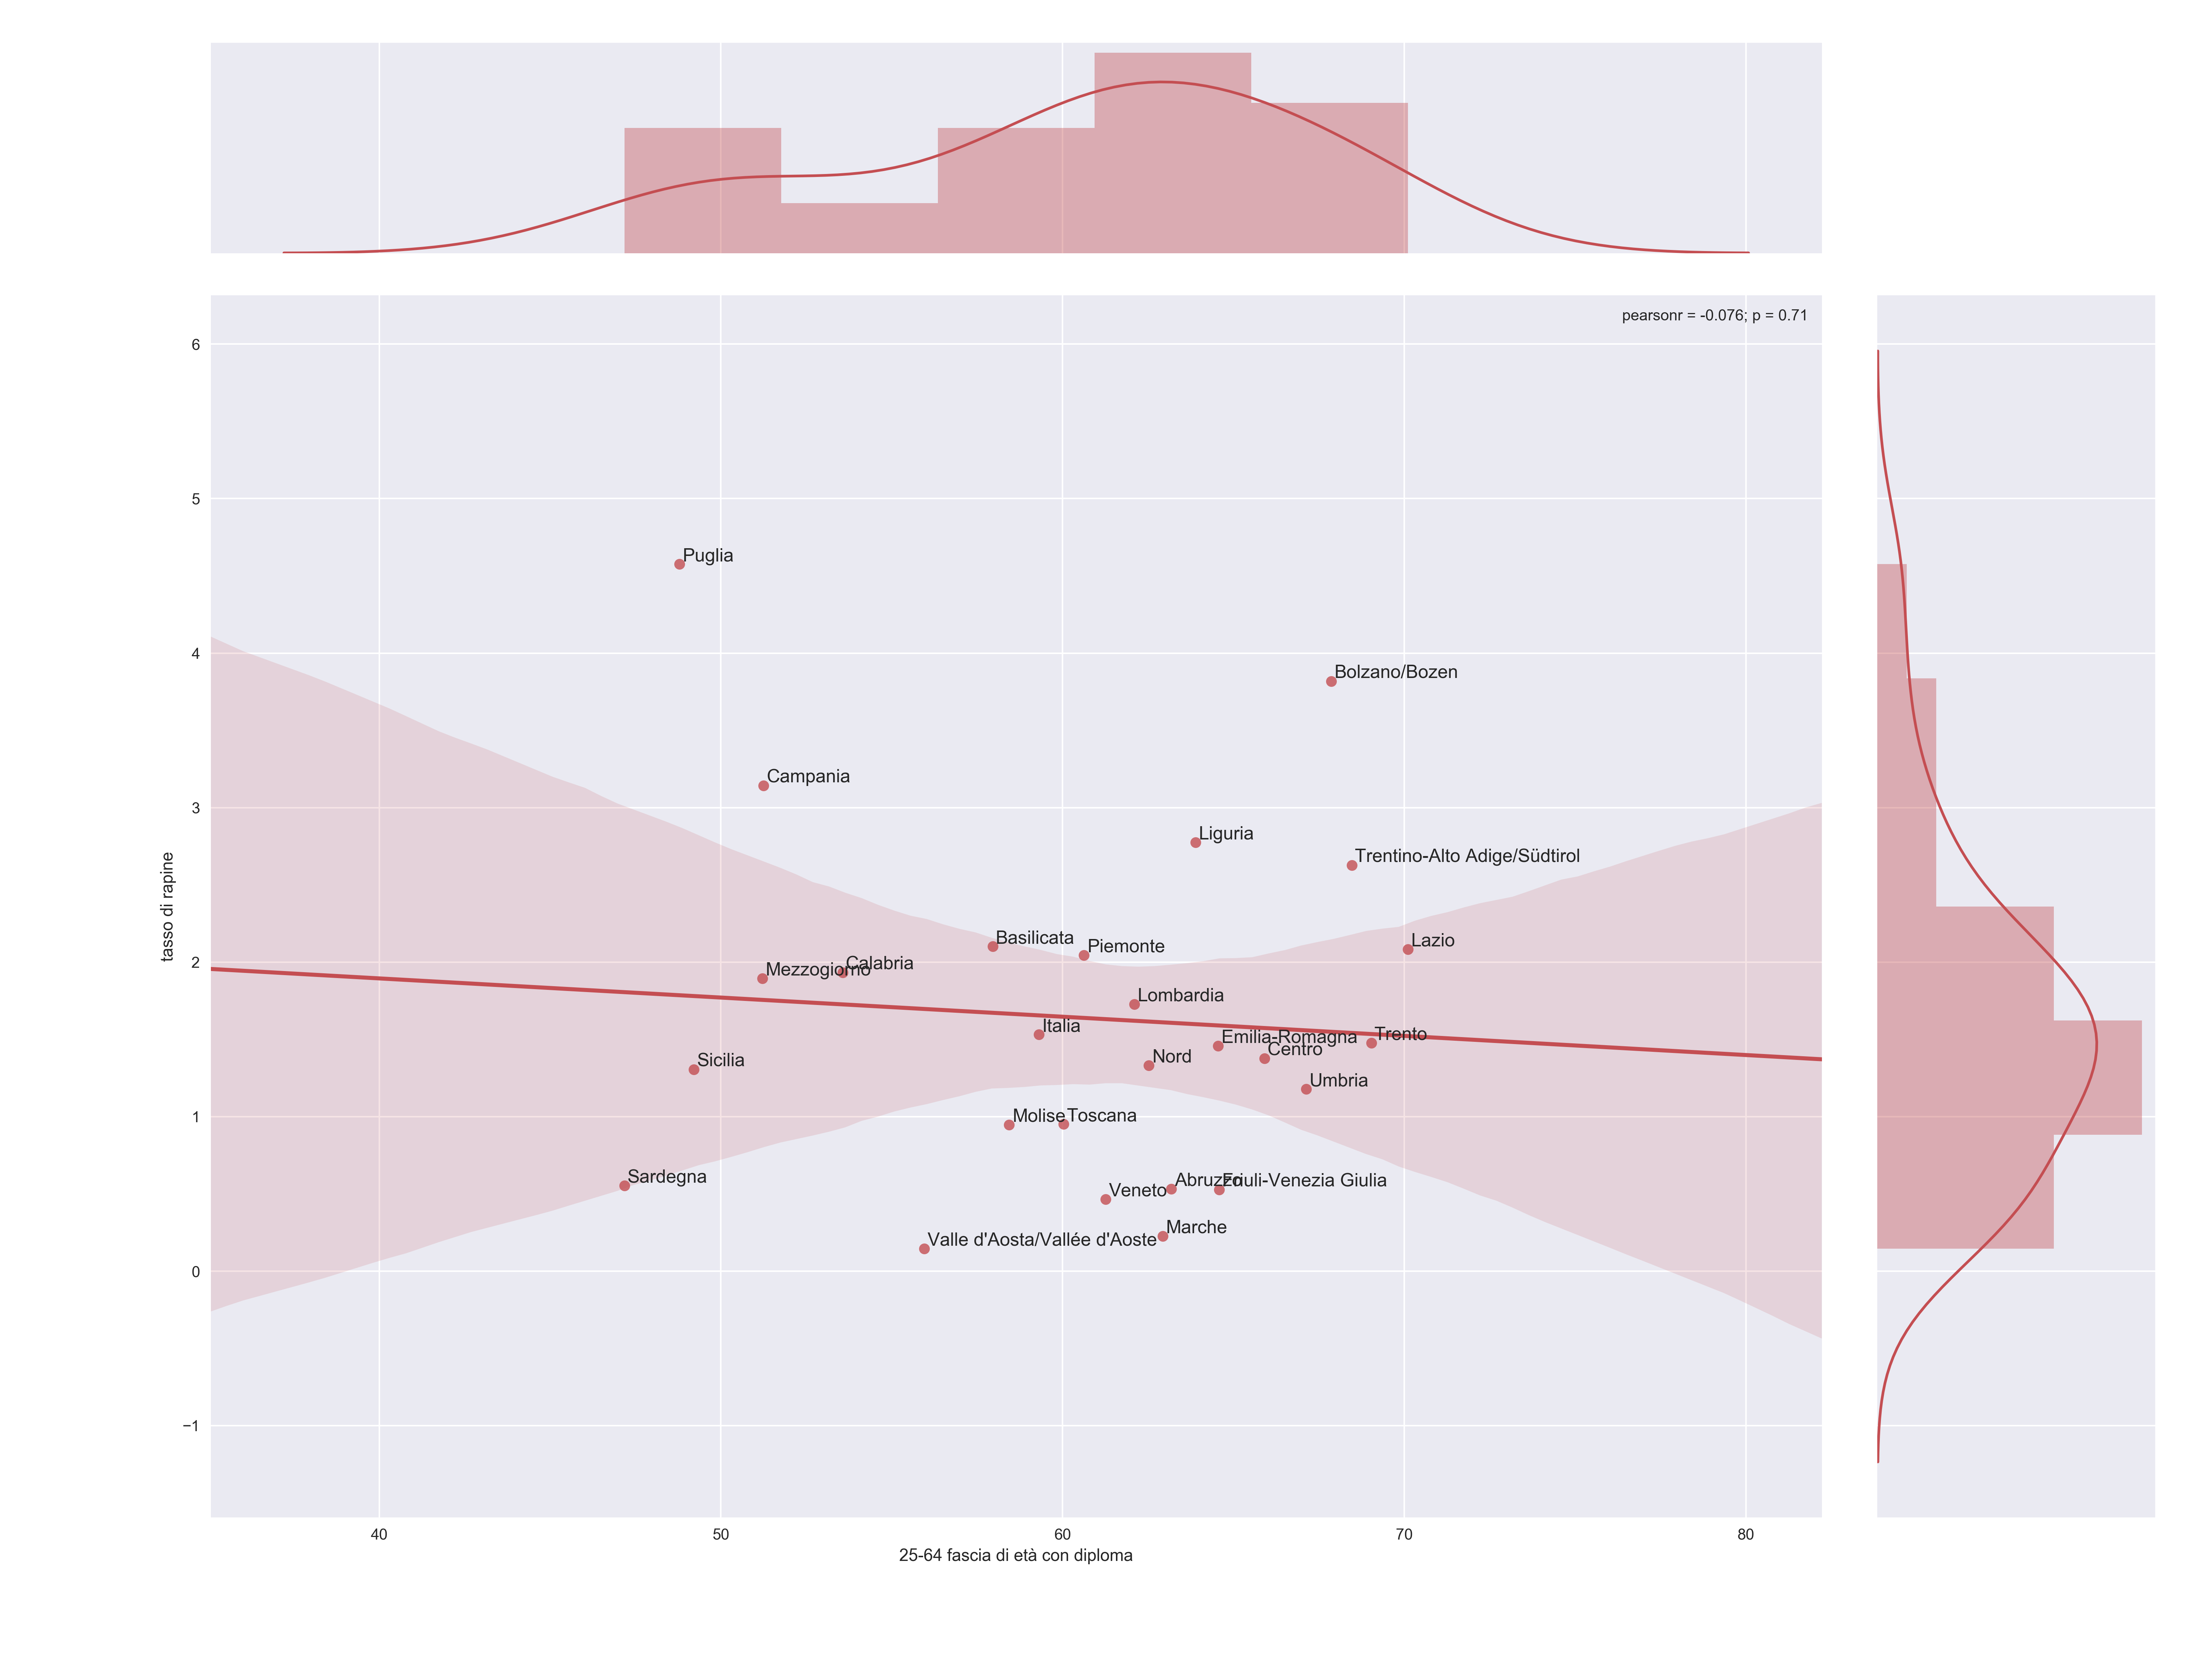 pearsonr = -0.076; p = 0.71
6
5
Puglia
4
Bolzano/Bozen
Campania
3
Liguria
Trentino-Alto Adige/Südtirol
tasso di rapine
Basilicata
Piemonte
Lazio
Mezzogiorno
Calabria
2
Lombardia
Italia
Emilia-Romagna
Trento
Centro
Nord
Sicilia
Umbria
Molise
Toscana
1
Sardegna
Abruzzo
Friuli-Venezia Giulia
Veneto
Marche
Valle d'Aosta/Vallée d'Aoste
0
−1
40
50
60
70
80
25-64 fascia di età con diploma